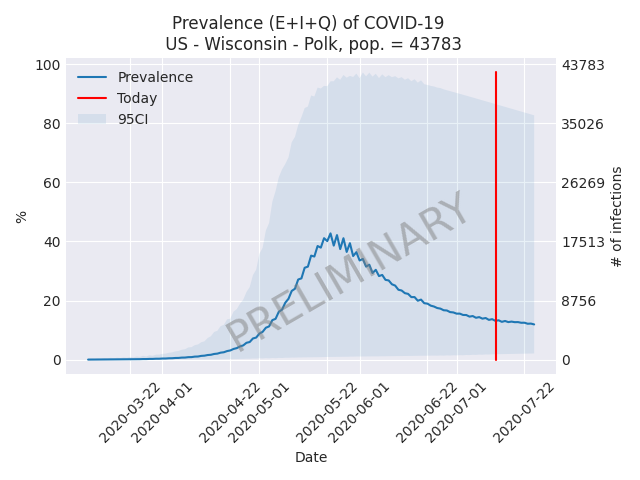 Prevalence (E+I+Q) of COVID-19
US - Wisconsin - Polk, pop. = 43783
100
80
60
40
20
0
%
Prevalence
Today
95CI
PRELIMINARY
43783
35026
26269
17513
8756
0
# of infections
2020-03-22
2020-04-01
2020-04-22
2020-05-01
2020-05-22
2020-06-01
2020-06-22
2020-07-01
2020-07-22
Date